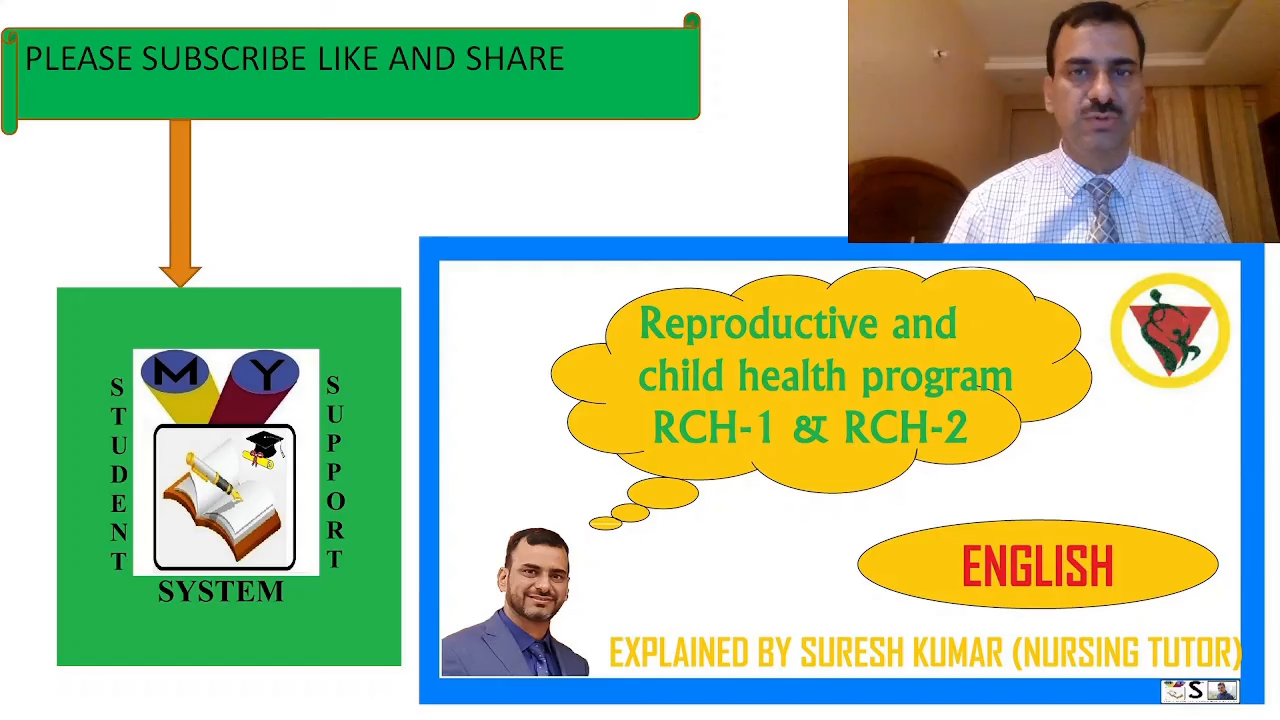 PLEASE SUBSCRIBE LIKE AND SHARE
M Y
STUDENT
SUPPORT
SYSTEM
Reproductive and
child health program
RCH-1 & RCH-2
ENGLISH
EXPLAINED BY SURESH KUMAR (NURSING TUTOR)
S